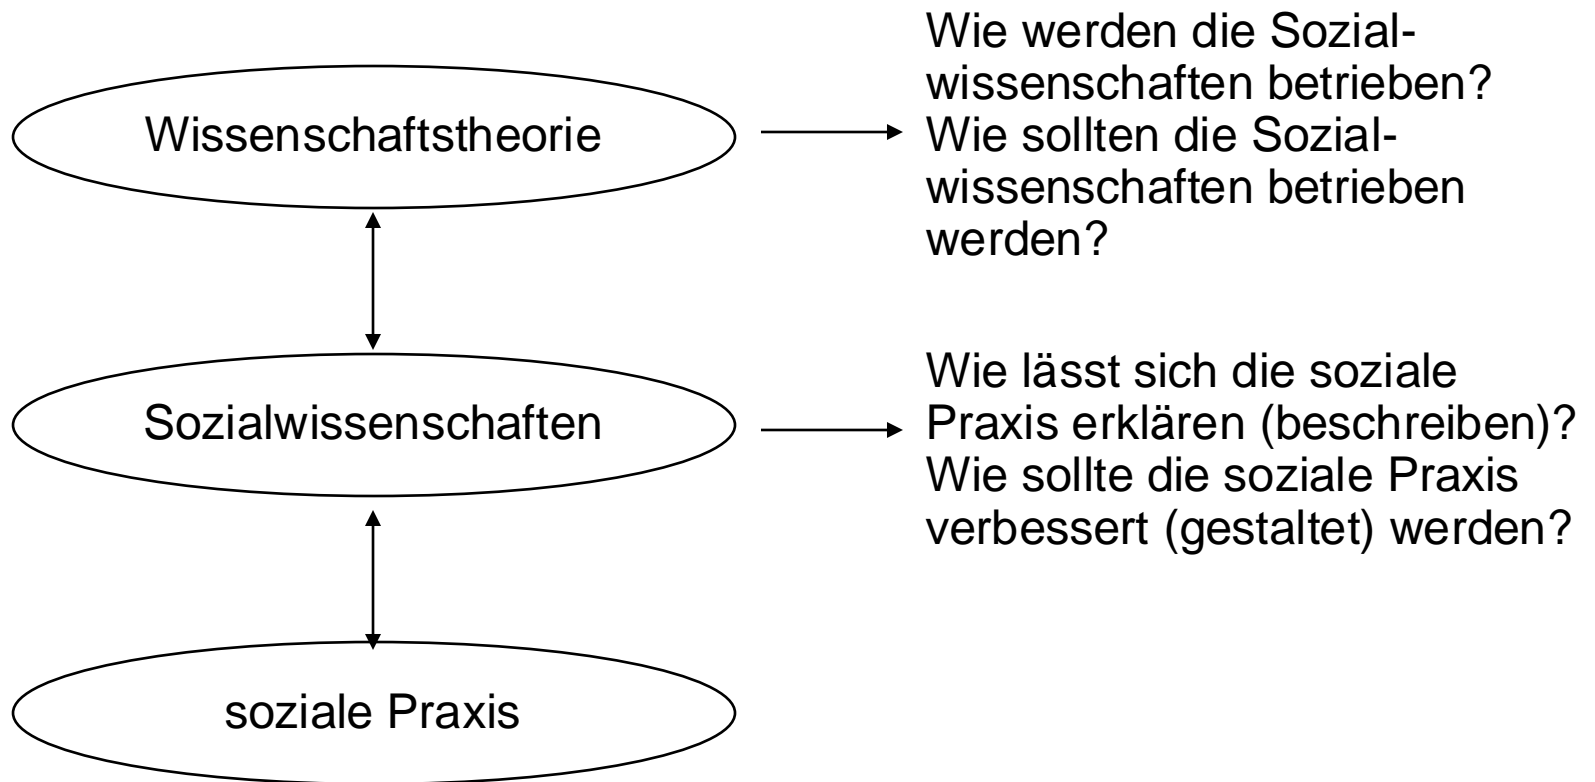 Wie werden die Sozial-
wissenschaften betrieben?
Wissenschaftstheorie
Wie sollten die Sozial-
wissenschaften betrieben
werden?
Wie lässt sich die soziale
Praxis erklären (beschreiben)?
Sozialwissenschaften
Wie sollte die soziale Praxis
verbessert (gestaltet) werden?
soziale Praxis